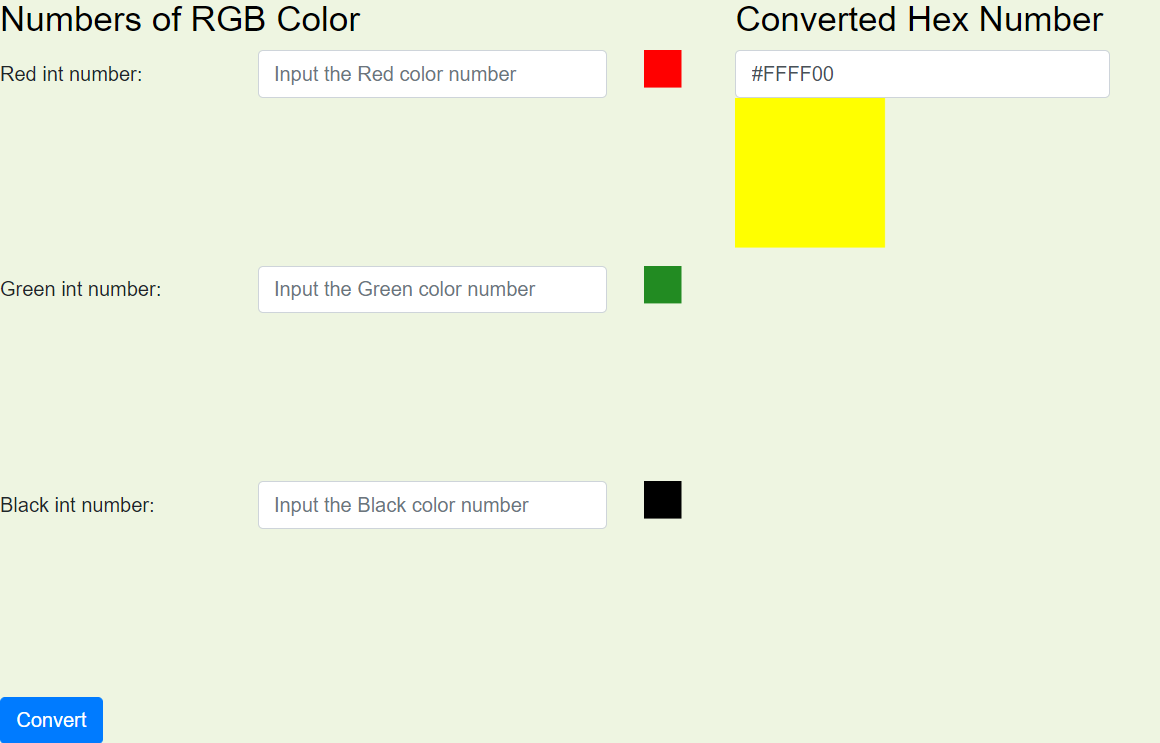 Numbers of RGB Color
Converted Hex Number
Red int number:
Input the Red color number
#FFFF00
Green int number:
Input the Green color number
Black int number:
Input the Black color number
Convert